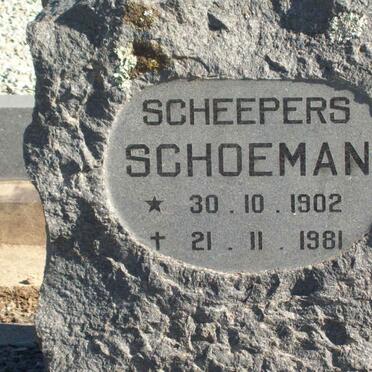 SCHEEPERS
SCHOEMAN
★ 30.10.1902
✝ 21.11.1981